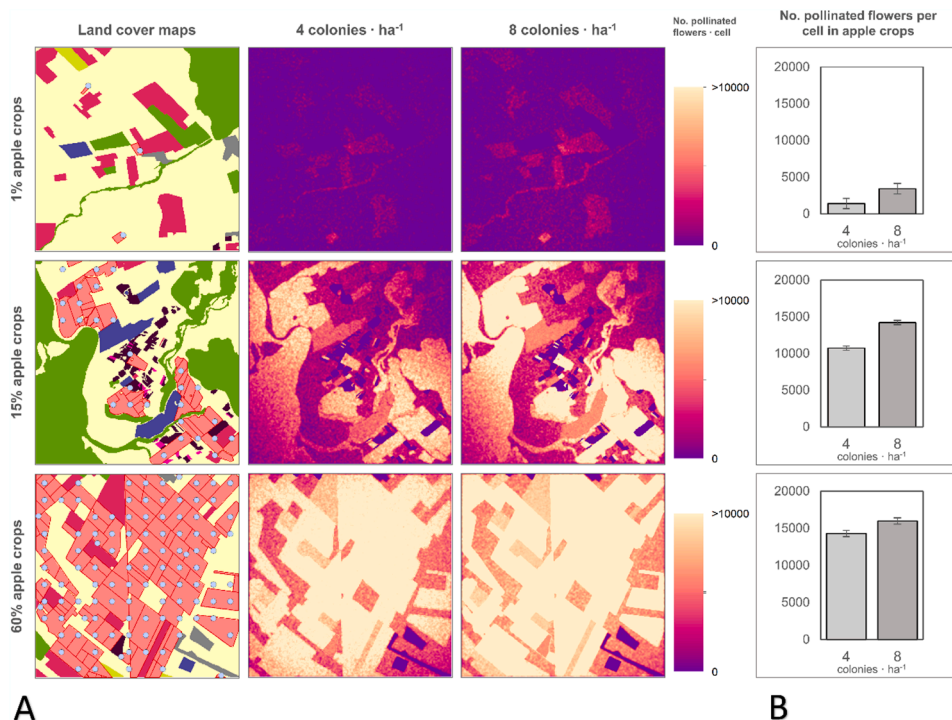 Land cover maps
4 colonies · ha⁻¹
8 colonies · ha⁻¹
No. pollinated
flowers · cell
No. pollinated flowers per
cell in apple crops
1% apple crops
>10000
0
20000
15000
10000
5000
0
4
8
colonies · ha⁻¹
15% apple crops
>10000
0
20000
15000
10000
5000
0
4
8
colonies · ha⁻¹
60% apple crops
>10000
0
20000
15000
10000
5000
0
4
8
colonies · ha⁻¹
A
B